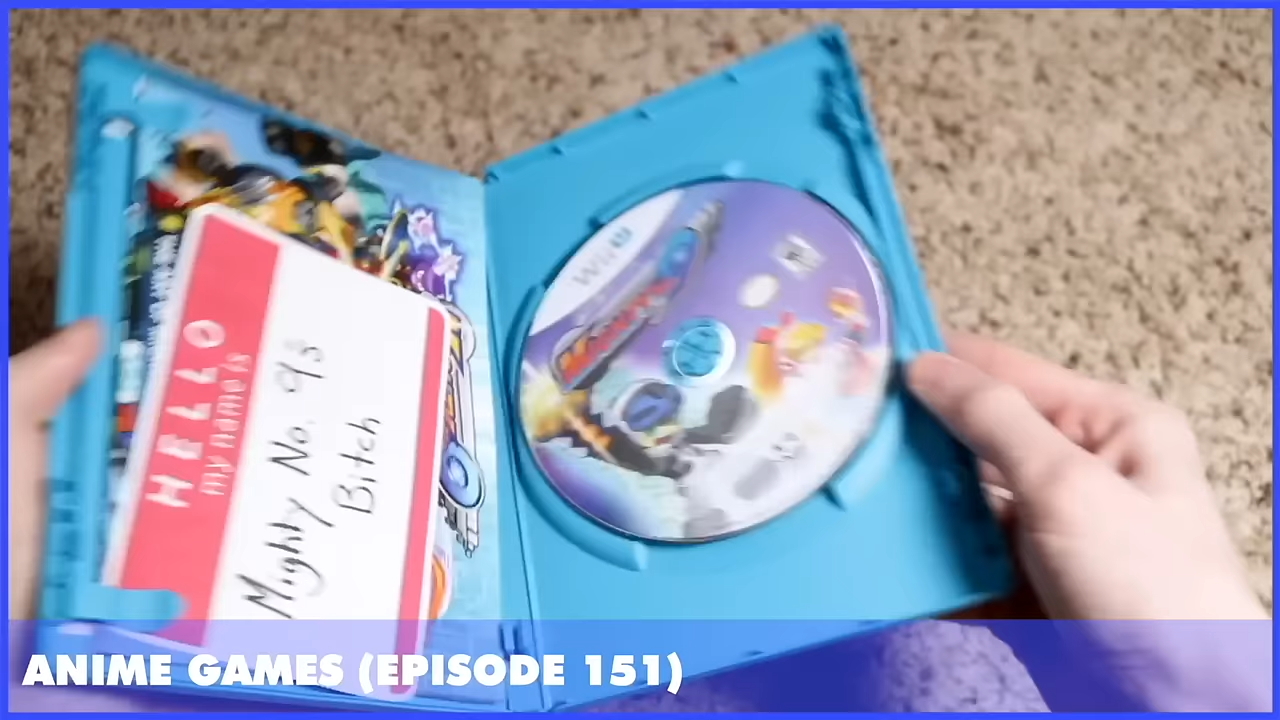 HELLO
my name is
Mighty No. 9's
Bitch
Wii U
ANIME GAMES (EPISODE 151)